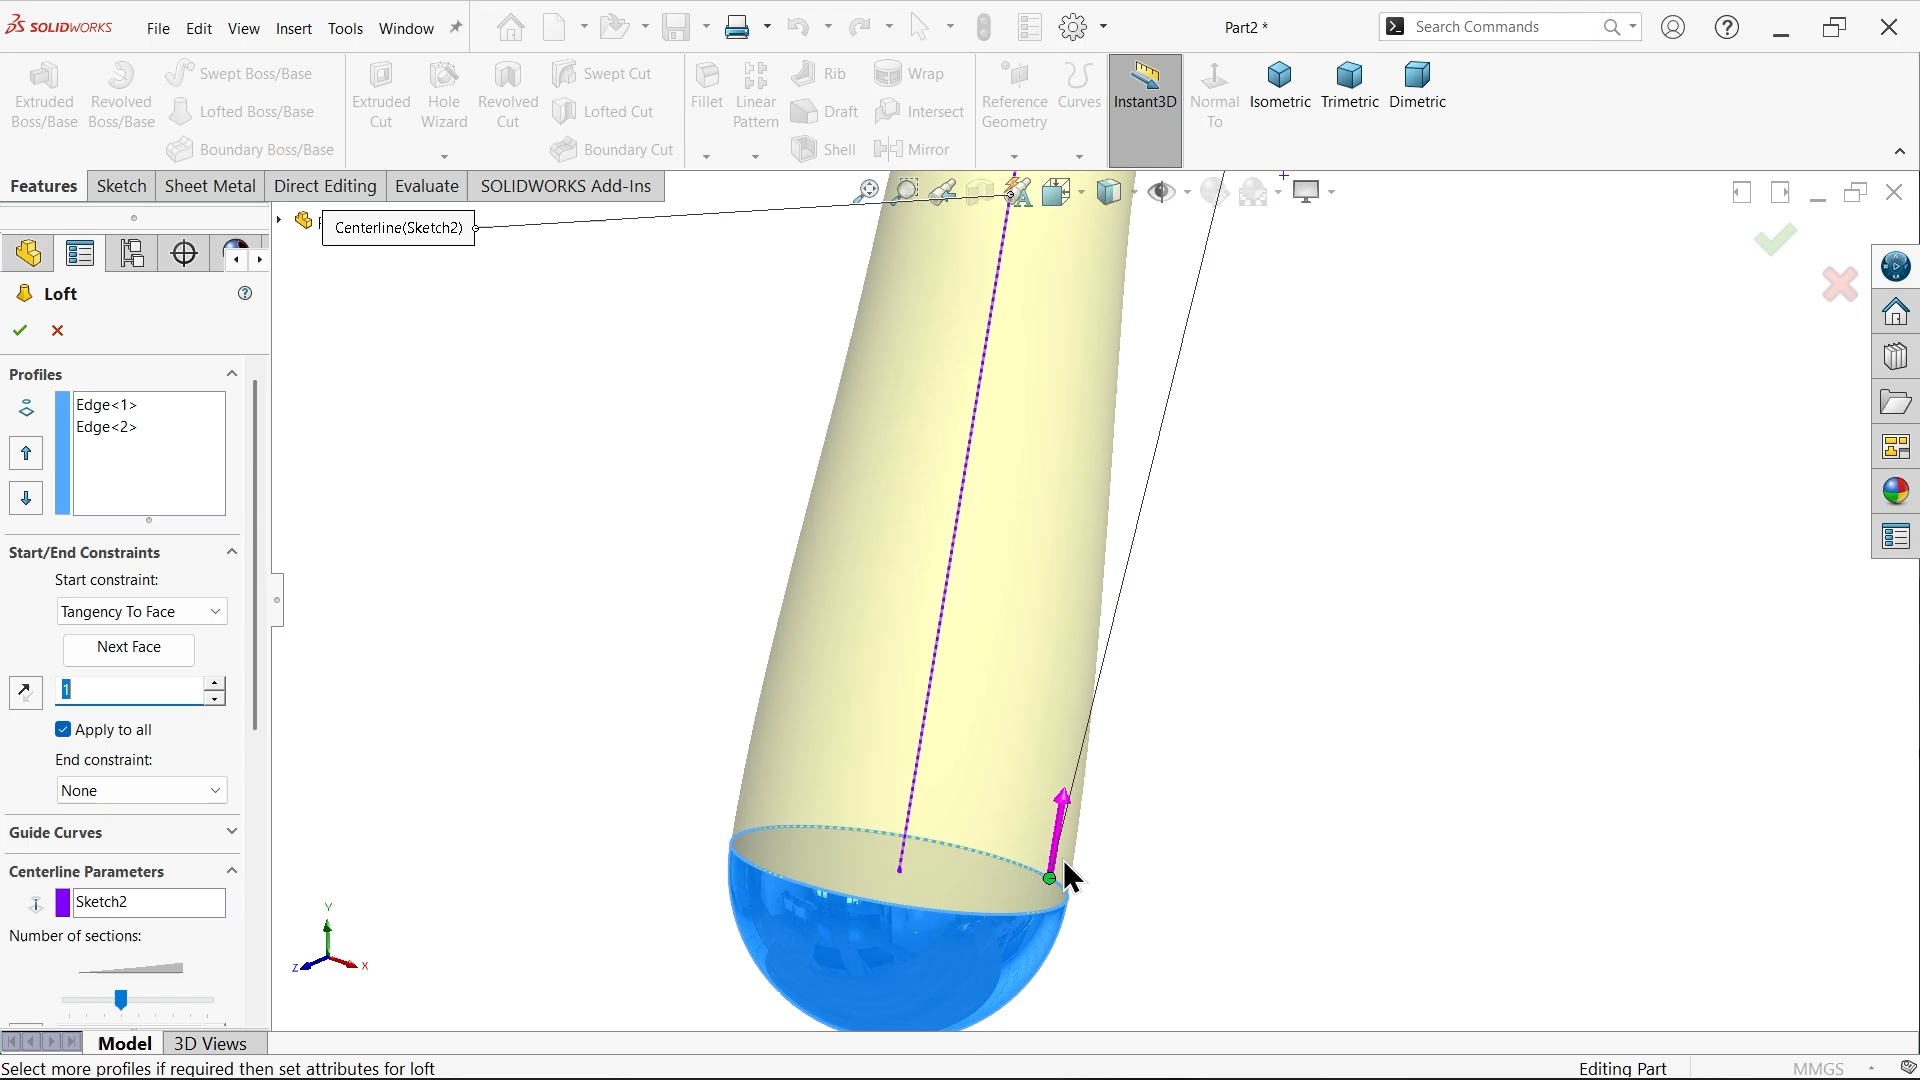 SOLIDWORKS File Edit View Insert Tools Window Part2 * Search Commands
Extruded Boss/Base
Revolved Boss/Base
Swept Boss/Base
Lofted Boss/Base
Boundary Boss/Base
Extruded Cut
Hole Wizard
Revolved Cut
Swept Cut
Lofted Cut
Boundary Cut
Fillet
Linear Pattern
Rib
Draft
Shell
Wrap
Intersect
Mirror
Reference Geometry
Curves
Instant3D
Normal To
Isometric
Trimetric
Dimetric
Features Sketch Sheet Metal Direct Editing Evaluate SOLIDWORKS Add-Ins
Centerline(Sketch2)
Loft
Profiles
Edge<1>
Edge<2>
Start/End Constraints
Start constraint:
Tangency To Face
Next Face
1
Apply to all
End constraint:
None
Guide Curves
Centerline Parameters
Sketch2
Number of sections:
Y
Z X
Model 3D Views
Select more profiles if required then set attributes for loft Editing Part MMGS